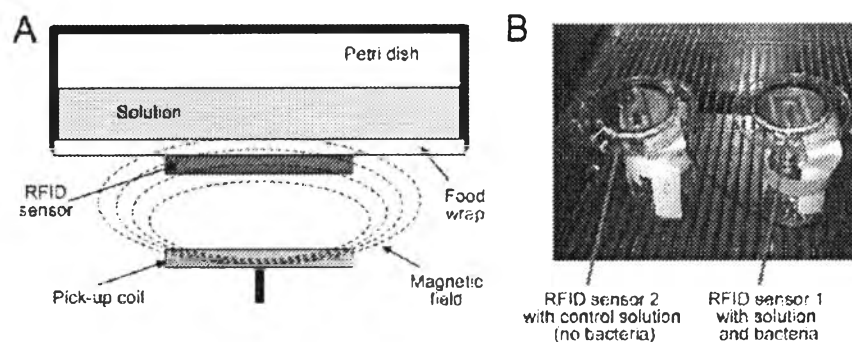 A
Petri dish
Solution
RFID
sensor
Food
wrap
Pick-up coil
Magnetic
field
B
RFID sensor 2
with control solution
(no bacteria)
RFID sensor 1
with solution
and bacteria